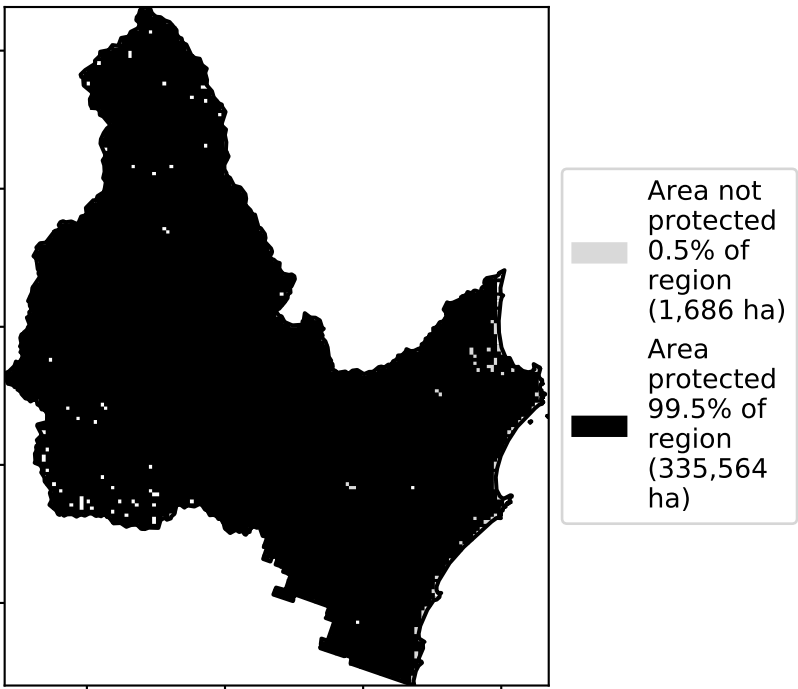 Area not
protected
0.5% of
region
(1,686 ha)
Area
protected
99.5% of
region
(335,564
ha)